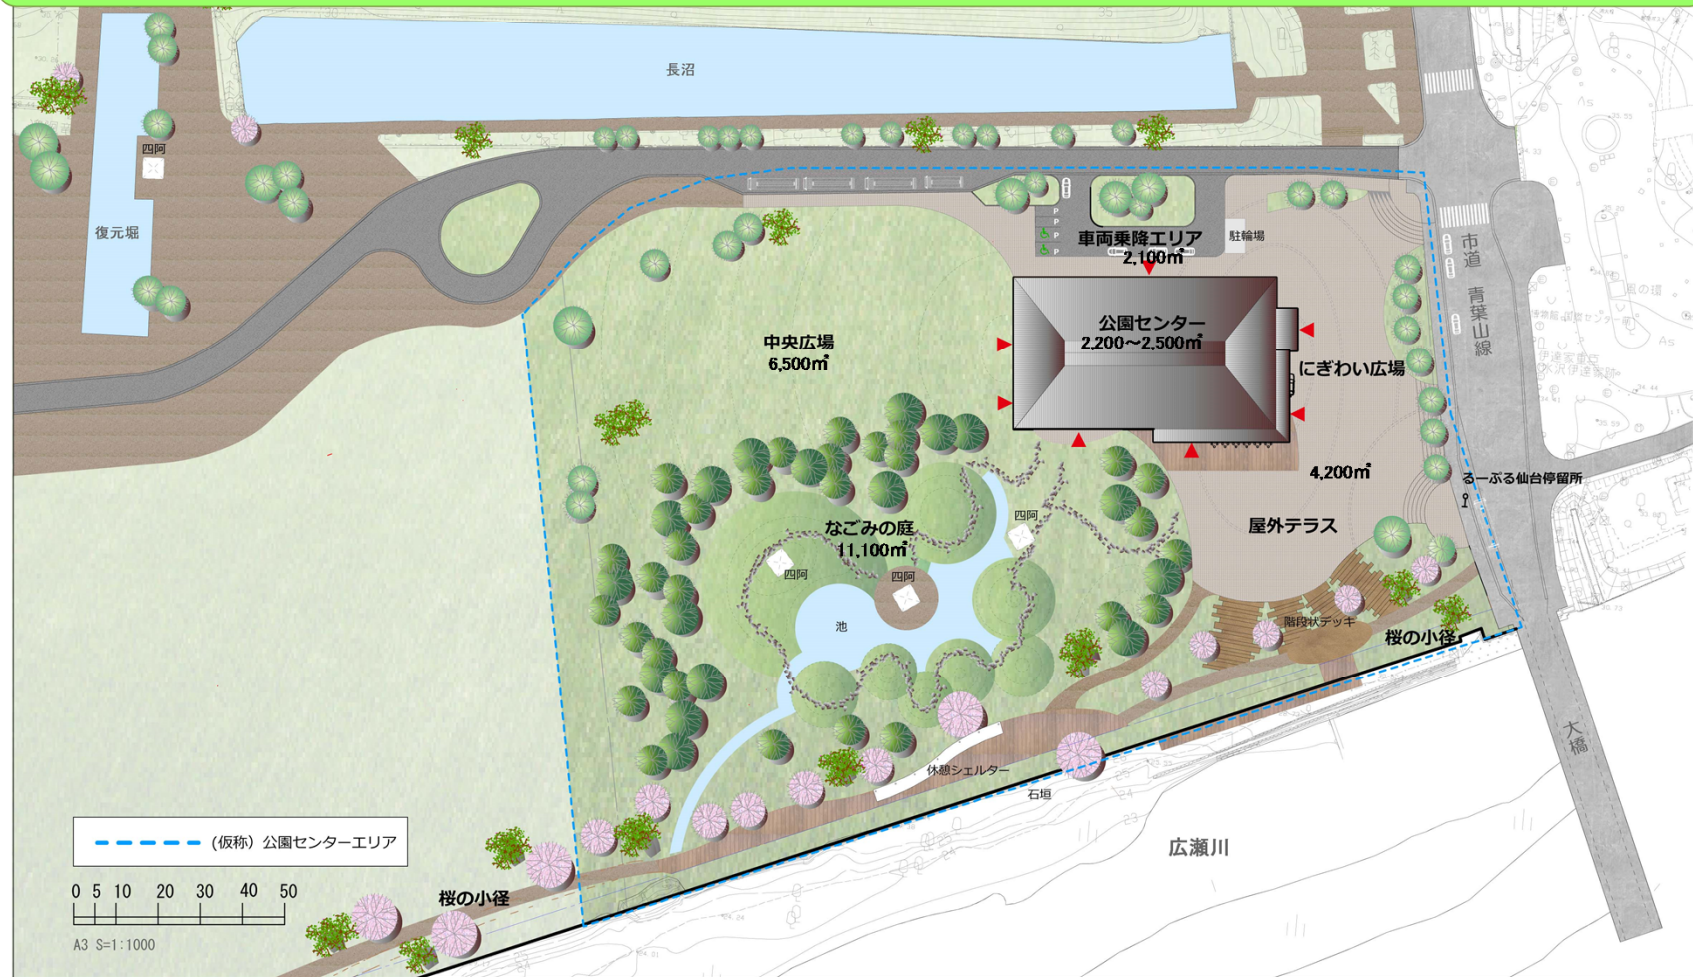 長沼
四阿
復元堀
P
P
P
P
車両乗降エリア
2,100㎡
駐輪場
市道 青葉山線
公園センター
2,200～2,500㎡
中央広場
6,500㎡
にぎわい広場
4,200㎡
るーぷる仙台停留所
屋外テラス
なごみの庭
11,100㎡
四阿
四阿
四阿
池
階段状デッキ
桜の小径
大橋
休憩シェルター
石垣
広瀬川
(仮称) 公園センターエリア
桜の小径
0 5 10 20 30 40 50
A3 S=1:1000